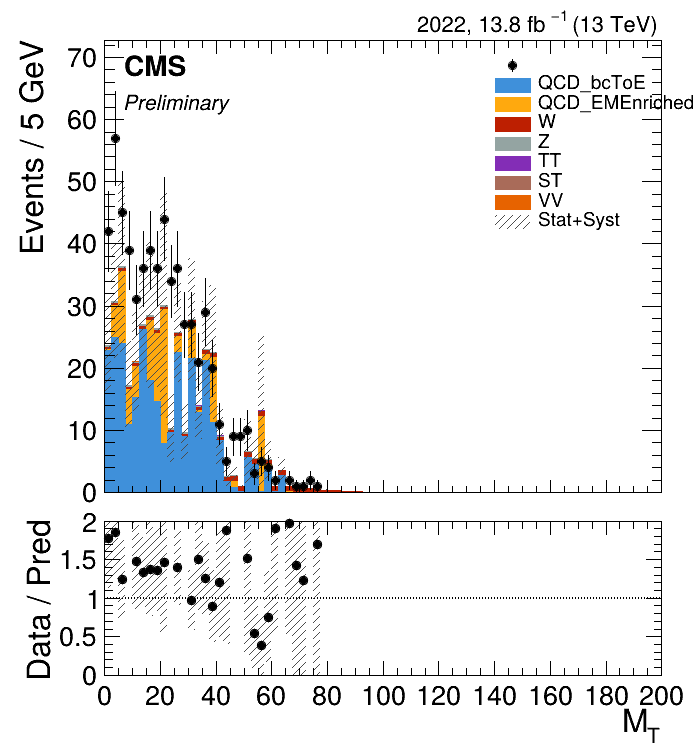 2022, 13.8 fb⁻¹ (13 TeV)
CMS
Preliminary
QCD_bcToE
QCD_EMEnriched
W
Z
TT
ST
VV
Stat+Syst
Events / 5 GeV
70
60
50
40
30
20
10
0
Data / Pred
2
1.5
1
0.5
0
0 20 40 60 80 100 120 140 160 180 200
M_T